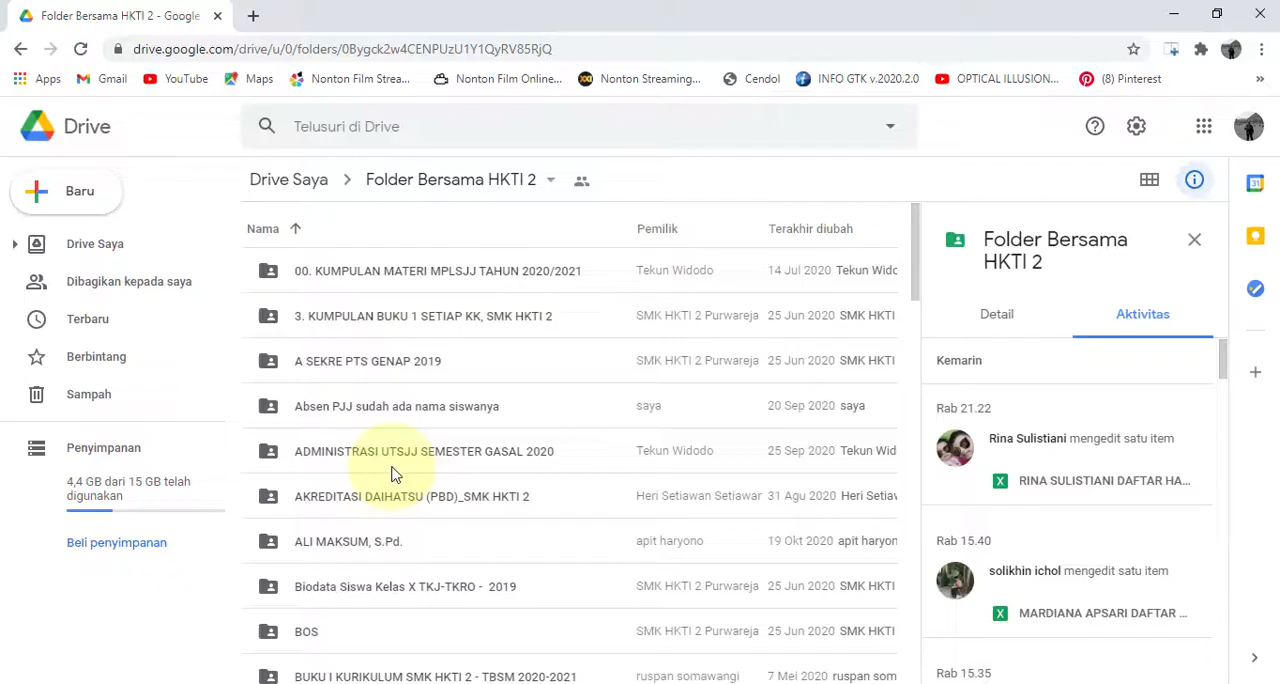 Folder Bersama HKTI 2 - Google
drive.google.com/drive/u/0/folders/0Bygck2w4CENPUzU1Y1QyRV85RjQ
Apps Gmail YouTube Maps Nonton Film Strea... Nonton Film Online... Nonton Streaming... Cendol INFO GTK v.2020.2.0 OPTICAL ILLUSION... (8) Pinterest »
Drive
Telusuri di Drive
Baru
Drive Saya
Dibagikan kepada saya
Terbaru
Berbintang
Sampah
Penyimpanan
4,4 GB dari 15 GB telah
digunakan
Beli penyimpanan
Drive Saya > Folder Bersama HKTI 2
Nama Pemilik Terakhir diubah
00. KUMPULAN MATERI MPLSJJ TAHUN 2020/2021 Tekun Widodo 14 Jul 2020 Tekun Widc
3. KUMPULAN BUKU 1 SETIAP KK, SMK HKTI 2 SMK HKTI 2 Purwareja 25 Jun 2020 SMK HKTI
A SEKRE PTS GENAP 2019 SMK HKTI 2 Purwareja 25 Jun 2020 SMK HKTI
Absen PJJ sudah ada nama siswanya saya 20 Sep 2020 saya
ADMINISTRASI UTSJJ SEMESTER GASAL 2020 Tekun Widodo 25 Sep 2020 Tekun Wid
AKREDITASI DAIHATSU (PBD)_SMK HKTI 2 Heri Setiawan Setiawar 31 Agu 2020 Heri Setiaw
ALI MAKSUM, S.Pd. apit haryono 19 Okt 2020 apit haryon
Biodata Siswa Kelas X TKJ-TKRO - 2019 SMK HKTI 2 Purwareja 25 Jun 2020 SMK HKTI
BOS SMK HKTI 2 Purwareja 25 Jun 2020 SMK HKTI
BUKU I KURIKULUM SMK HKTI 2 - TBSM 2020-2021 ruspan somawangi 7 Mei 2020 ruspan som
Folder Bersama
HKTI 2
Detail Aktivitas
Kemarin
Rab 21.22
Rina Sulistiani mengedit satu item
X RINA SULISTIANI DAFTAR HA...
Rab 15.40
solikhin ichol mengedit satu item
X MARDIANA APSARI DAFTAR ...
Rab 15.35
31